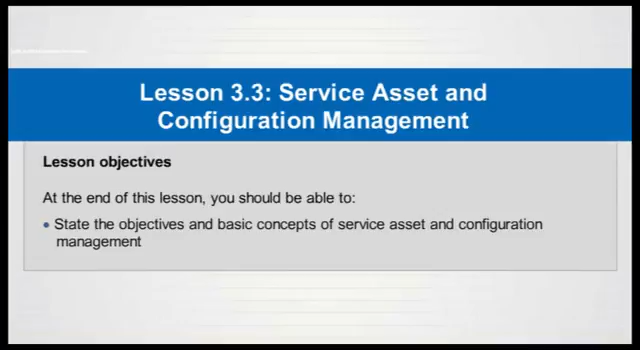 Lesson 3.3: Service Asset and
Configuration Management
Lesson objectives
At the end of this lesson, you should be able to:
• State the objectives and basic concepts of service asset and configuration
management